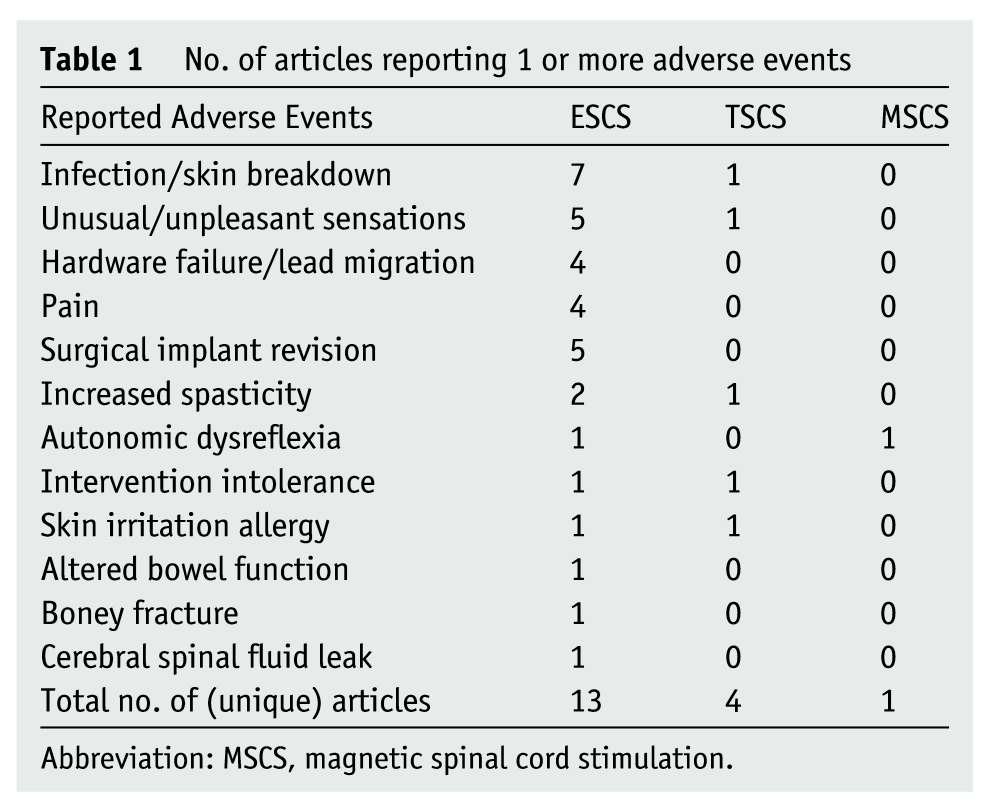 Table 1 No. of articles reporting 1 or more adverse events
Reported Adverse Events ESCS TSCS MSCS
Infection/skin breakdown 7 1 0
Unusual/unpleasant sensations 5 1 0
Hardware failure/lead migration 4 0 0
Pain 4 0 0
Surgical implant revision 5 0 0
Increased spasticity 2 1 0
Autonomic dysreflexia 1 0 1
Intervention intolerance 1 1 0
Skin irritation allergy 1 1 0
Altered bowel function 1 0 0
Boney fracture 1 0 0
Cerebral spinal fluid leak 1 0 0
Total no. of (unique) articles 13 4 1
Abbreviation: MSCS, magnetic spinal cord stimulation.